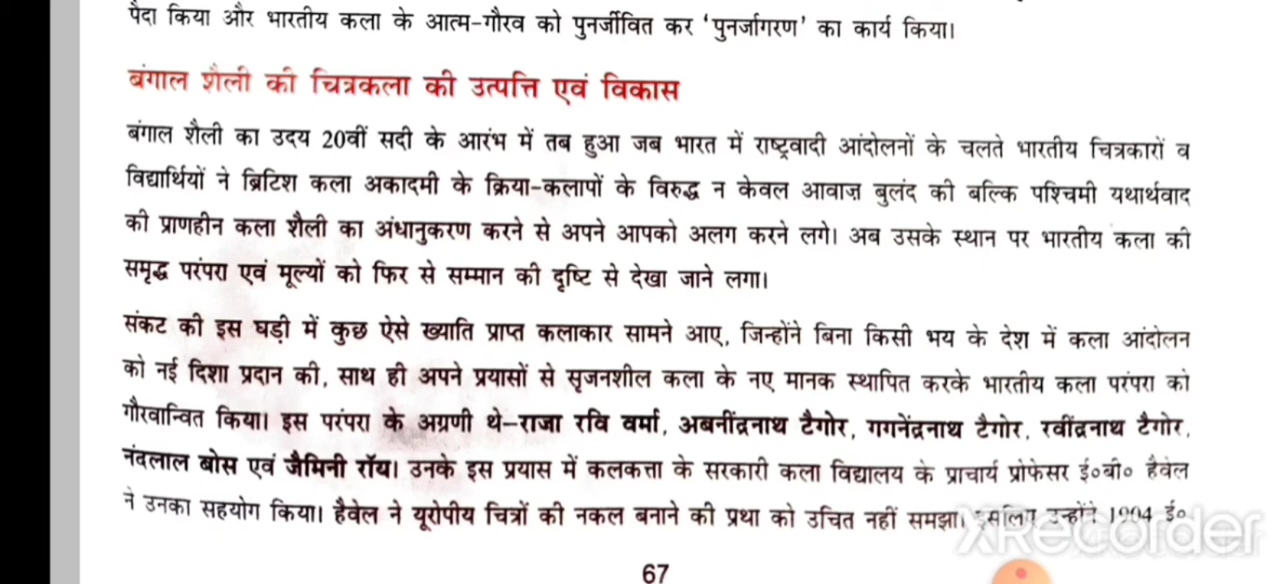 पैदा किया और भारतीय कला के आत्म-गौरव को पुनर्जीवित कर ‘पुनर्जागरण’ का कार्य किया।
बंगाल शैली की चित्रकला की उत्पत्ति एवं विकास
बंगाल शैली का उदय 20वीं सदी के आरंभ में तब हुआ जब भारत में राष्ट्रवादी आंदोलनों के चलते भारतीय चित्रकारों व
विद्यार्थियों ने ब्रिटिश कला अकादमी के क्रिया-कलापों के विरुद्ध न केवल आवाज़ बुलंद की बल्कि पश्चिमी यथार्थवाद
की प्राणहीन कला शैली का अंधानुकरण करने से अपने आपको अलग करने लगे। अब उसके स्थान पर भारतीय कला की
समृद्ध परंपरा एवं मूल्यों को फिर से सम्मान की दृष्टि से देखा जाने लगा।
संकट की इस घड़ी में कुछ ऐसे ख्याति प्राप्त कलाकार सामने आए, जिन्होंने बिना किसी भय के देश में कला आंदोलन
को नई दिशा प्रदान की, साथ ही अपने प्रयासों से सृजनशील कला के नए मानक स्थापित करके भारतीय कला परंपरा को
गौरवान्वित किया। इस परंपरा के अग्रणी थे–राजा रवि वर्मा, अबनींद्रनाथ टैगोर, गगनेंद्रनाथ टैगोर, रवींद्रनाथ टैगोर,
नंदलाल बोस एवं जैमिनी रॉय। उनके इस प्रयास में कलकत्ता के सरकारी कला विद्यालय के प्राचार्य प्रोफेसर ई०बी० हैवेल
ने उनका सहयोग किया। हैवेल ने यूरोपीय चित्रों की नकल बनाने की प्रथा को उचित नहीं समझा। इसलिए उन्होंने 1904 ई०
XRecorder
67